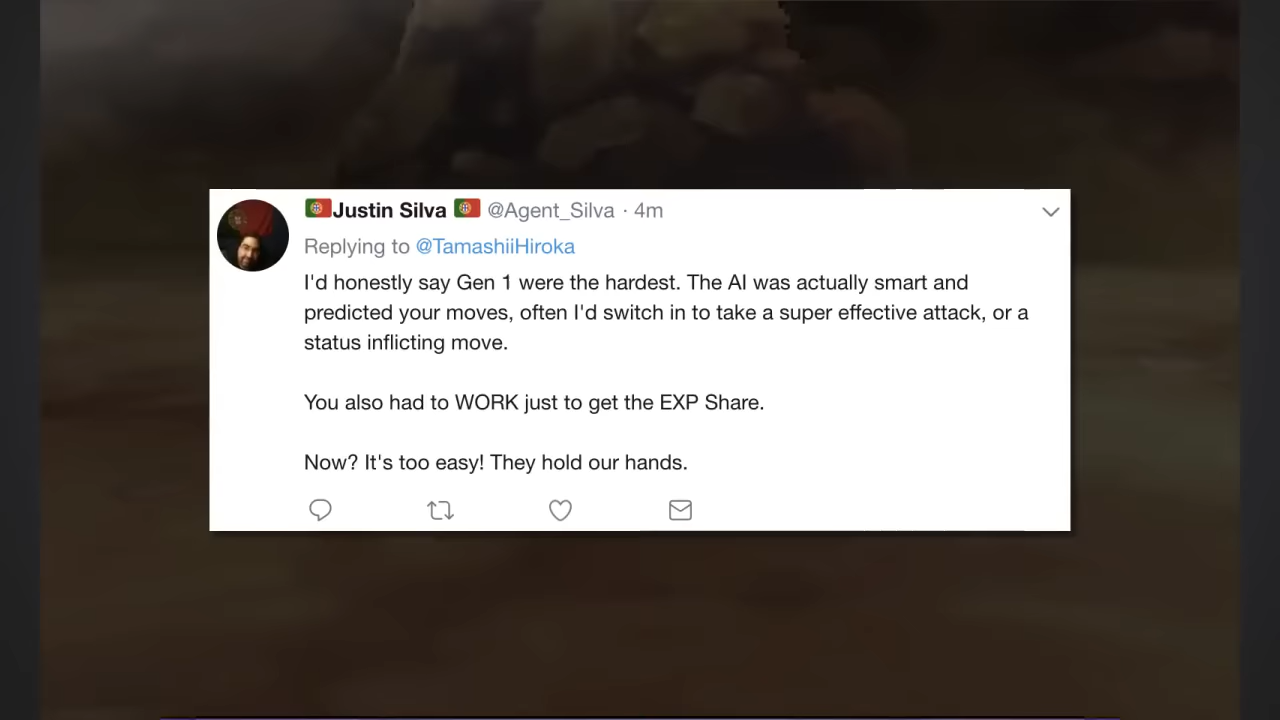 🇵🇹Justin Silva 🇵🇹 @Agent_Silva · 4m
Replying to @TamashiiHiroka
I'd honestly say Gen 1 were the hardest. The AI was actually smart and
predicted your moves, often I'd switch in to take a super effective attack, or a
status inflicting move.
You also had to WORK just to get the EXP Share.
Now? It's too easy! They hold our hands.